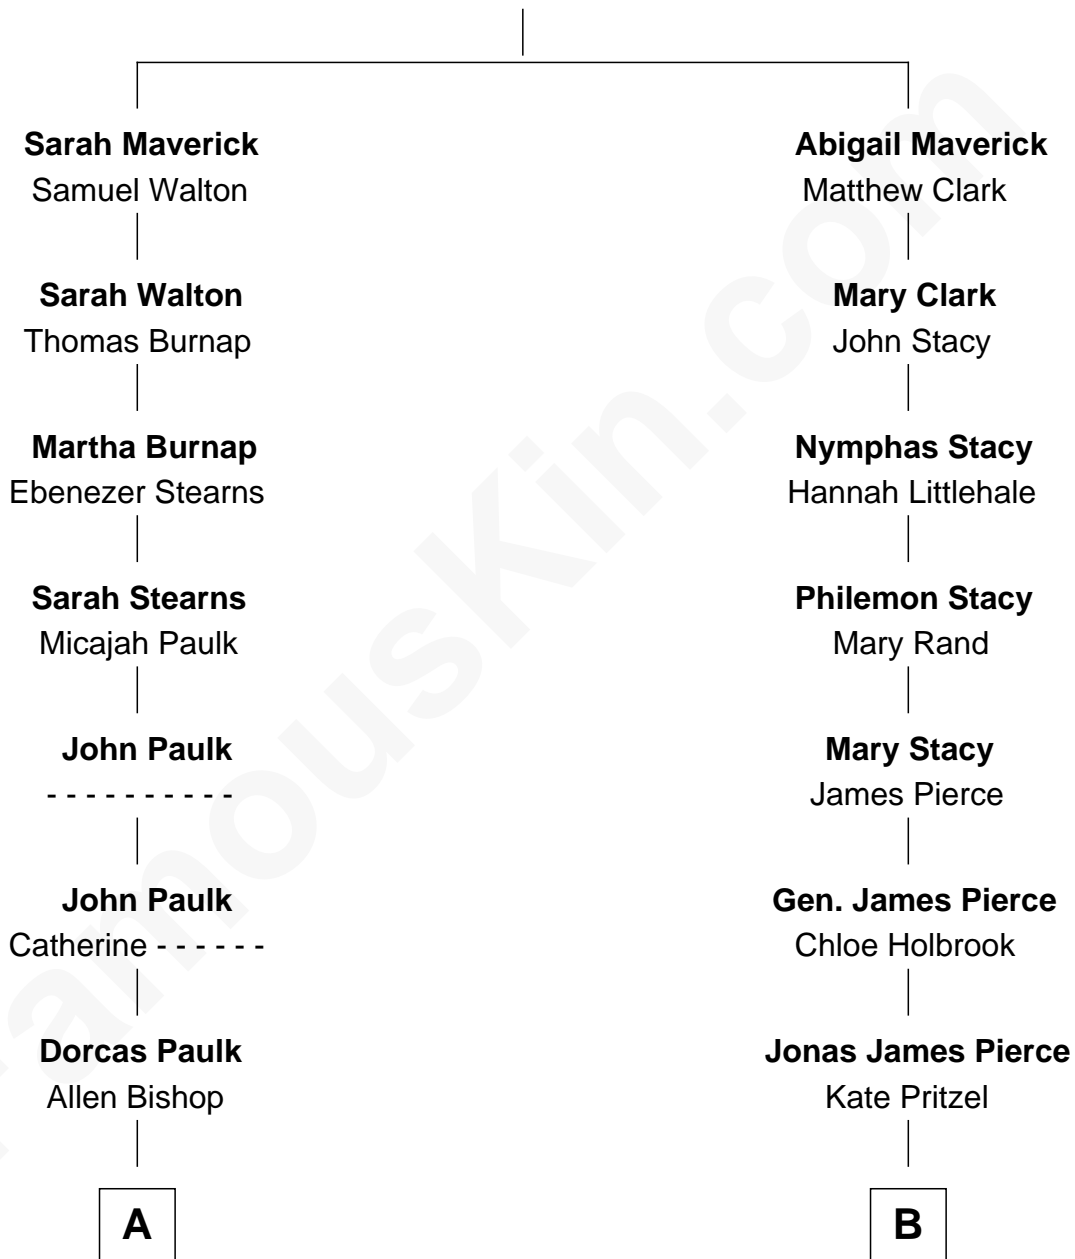 Sarah Maverick
Samuel Walton
Sarah Walton
Thomas Burnap
Martha Burnap
Ebenezer Stearns
Sarah Stearns
Micajah Paulk
John Paulk
- - - - - - - - - -
John Paulk
Catherine - - - - - -
Dorcas Paulk
Allen Bishop
A
Abigail Maverick
Matthew Clark
Mary Clark
John Stacy
Nymphas Stacy
Hannah Littlehale
Philemon Stacy
Mary Rand
Mary Stacy
James Pierce
Gen. James Pierce
Chloe Holbrook
Jonas James Pierce
Kate Pritzel
B
FamousKin.com